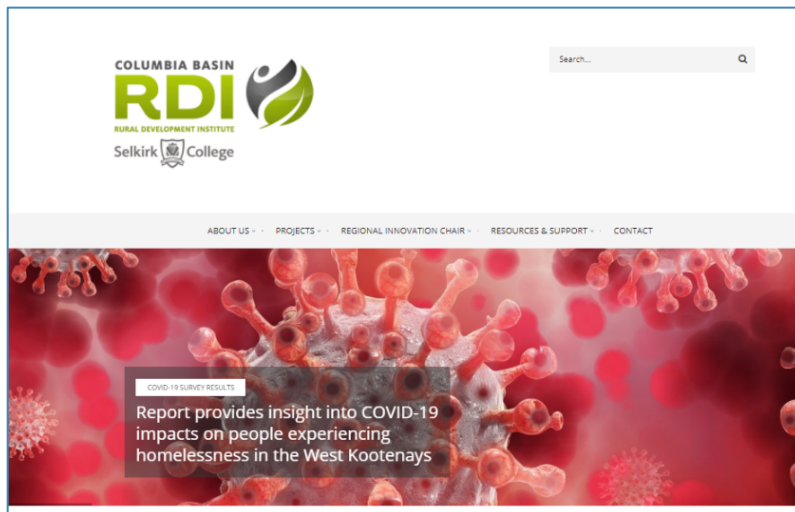 COLUMBIA BASIN
RDI
RURAL DEVELOPMENT INSTITUTE
Selkirk College
Search...
ABOUT US
PROJECTS
REGIONAL INNOVATION CHAIR
RESOURCES & SUPPORT
CONTACT
COVID-19 SURVEY RESULTS
Report provides insight into COVID-19
impacts on people experiencing
homelessness in the West Kootenays